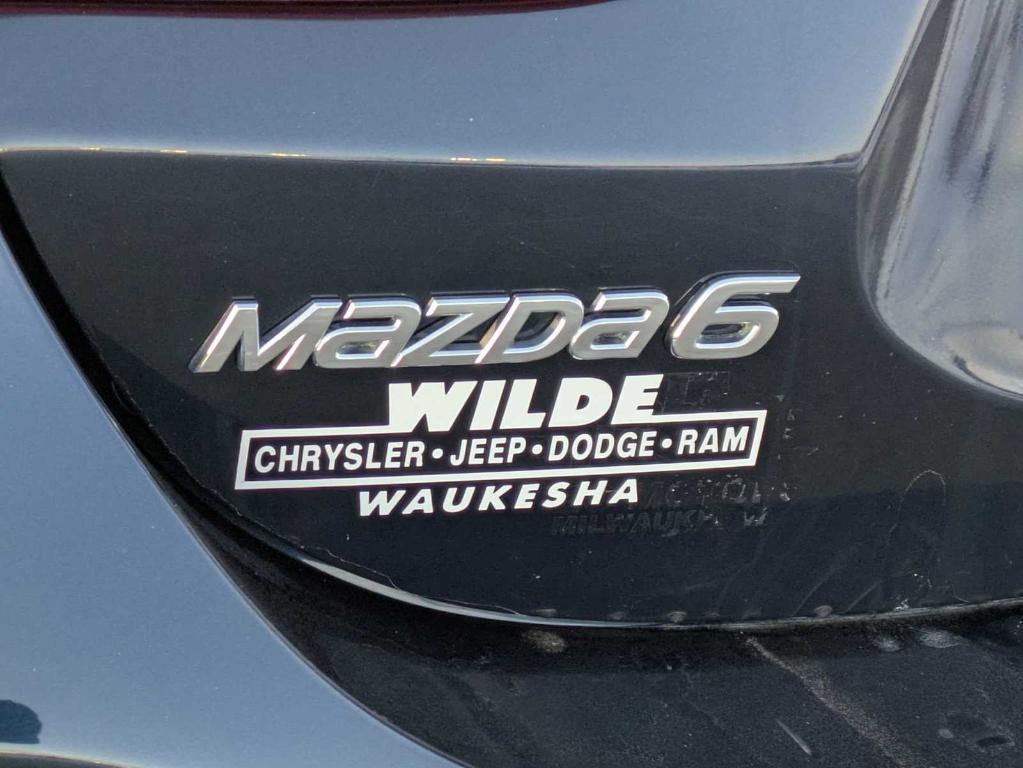 mazda6
WILDE
CHRYSLER • JEEP • DODGE • RAM
WAUKESHA